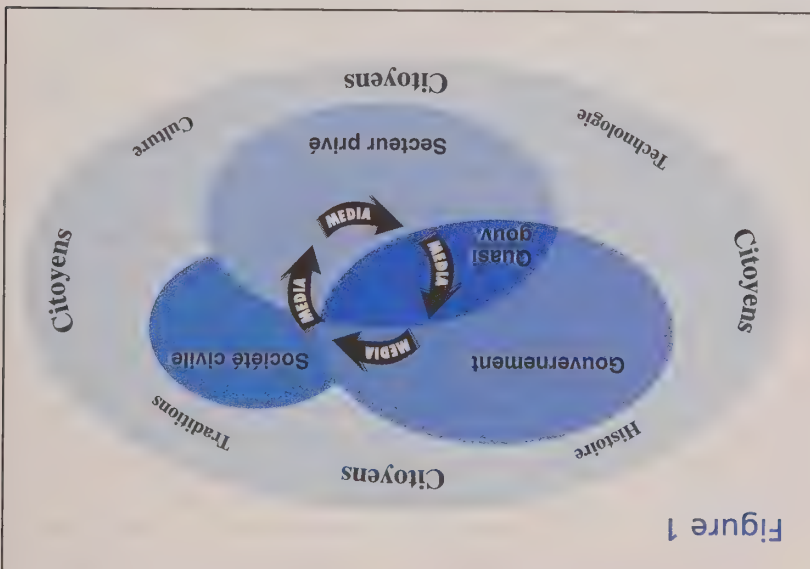 Figure 1
Citoyens
Histoire
Traditions
Gouvernement
Société civile
MEDIA
MEDIA
Citoyens
Citoyens
MEDIA
Quasi
gouv.
MEDIA
Secteur privé
Technologie
Culture
Citoyens